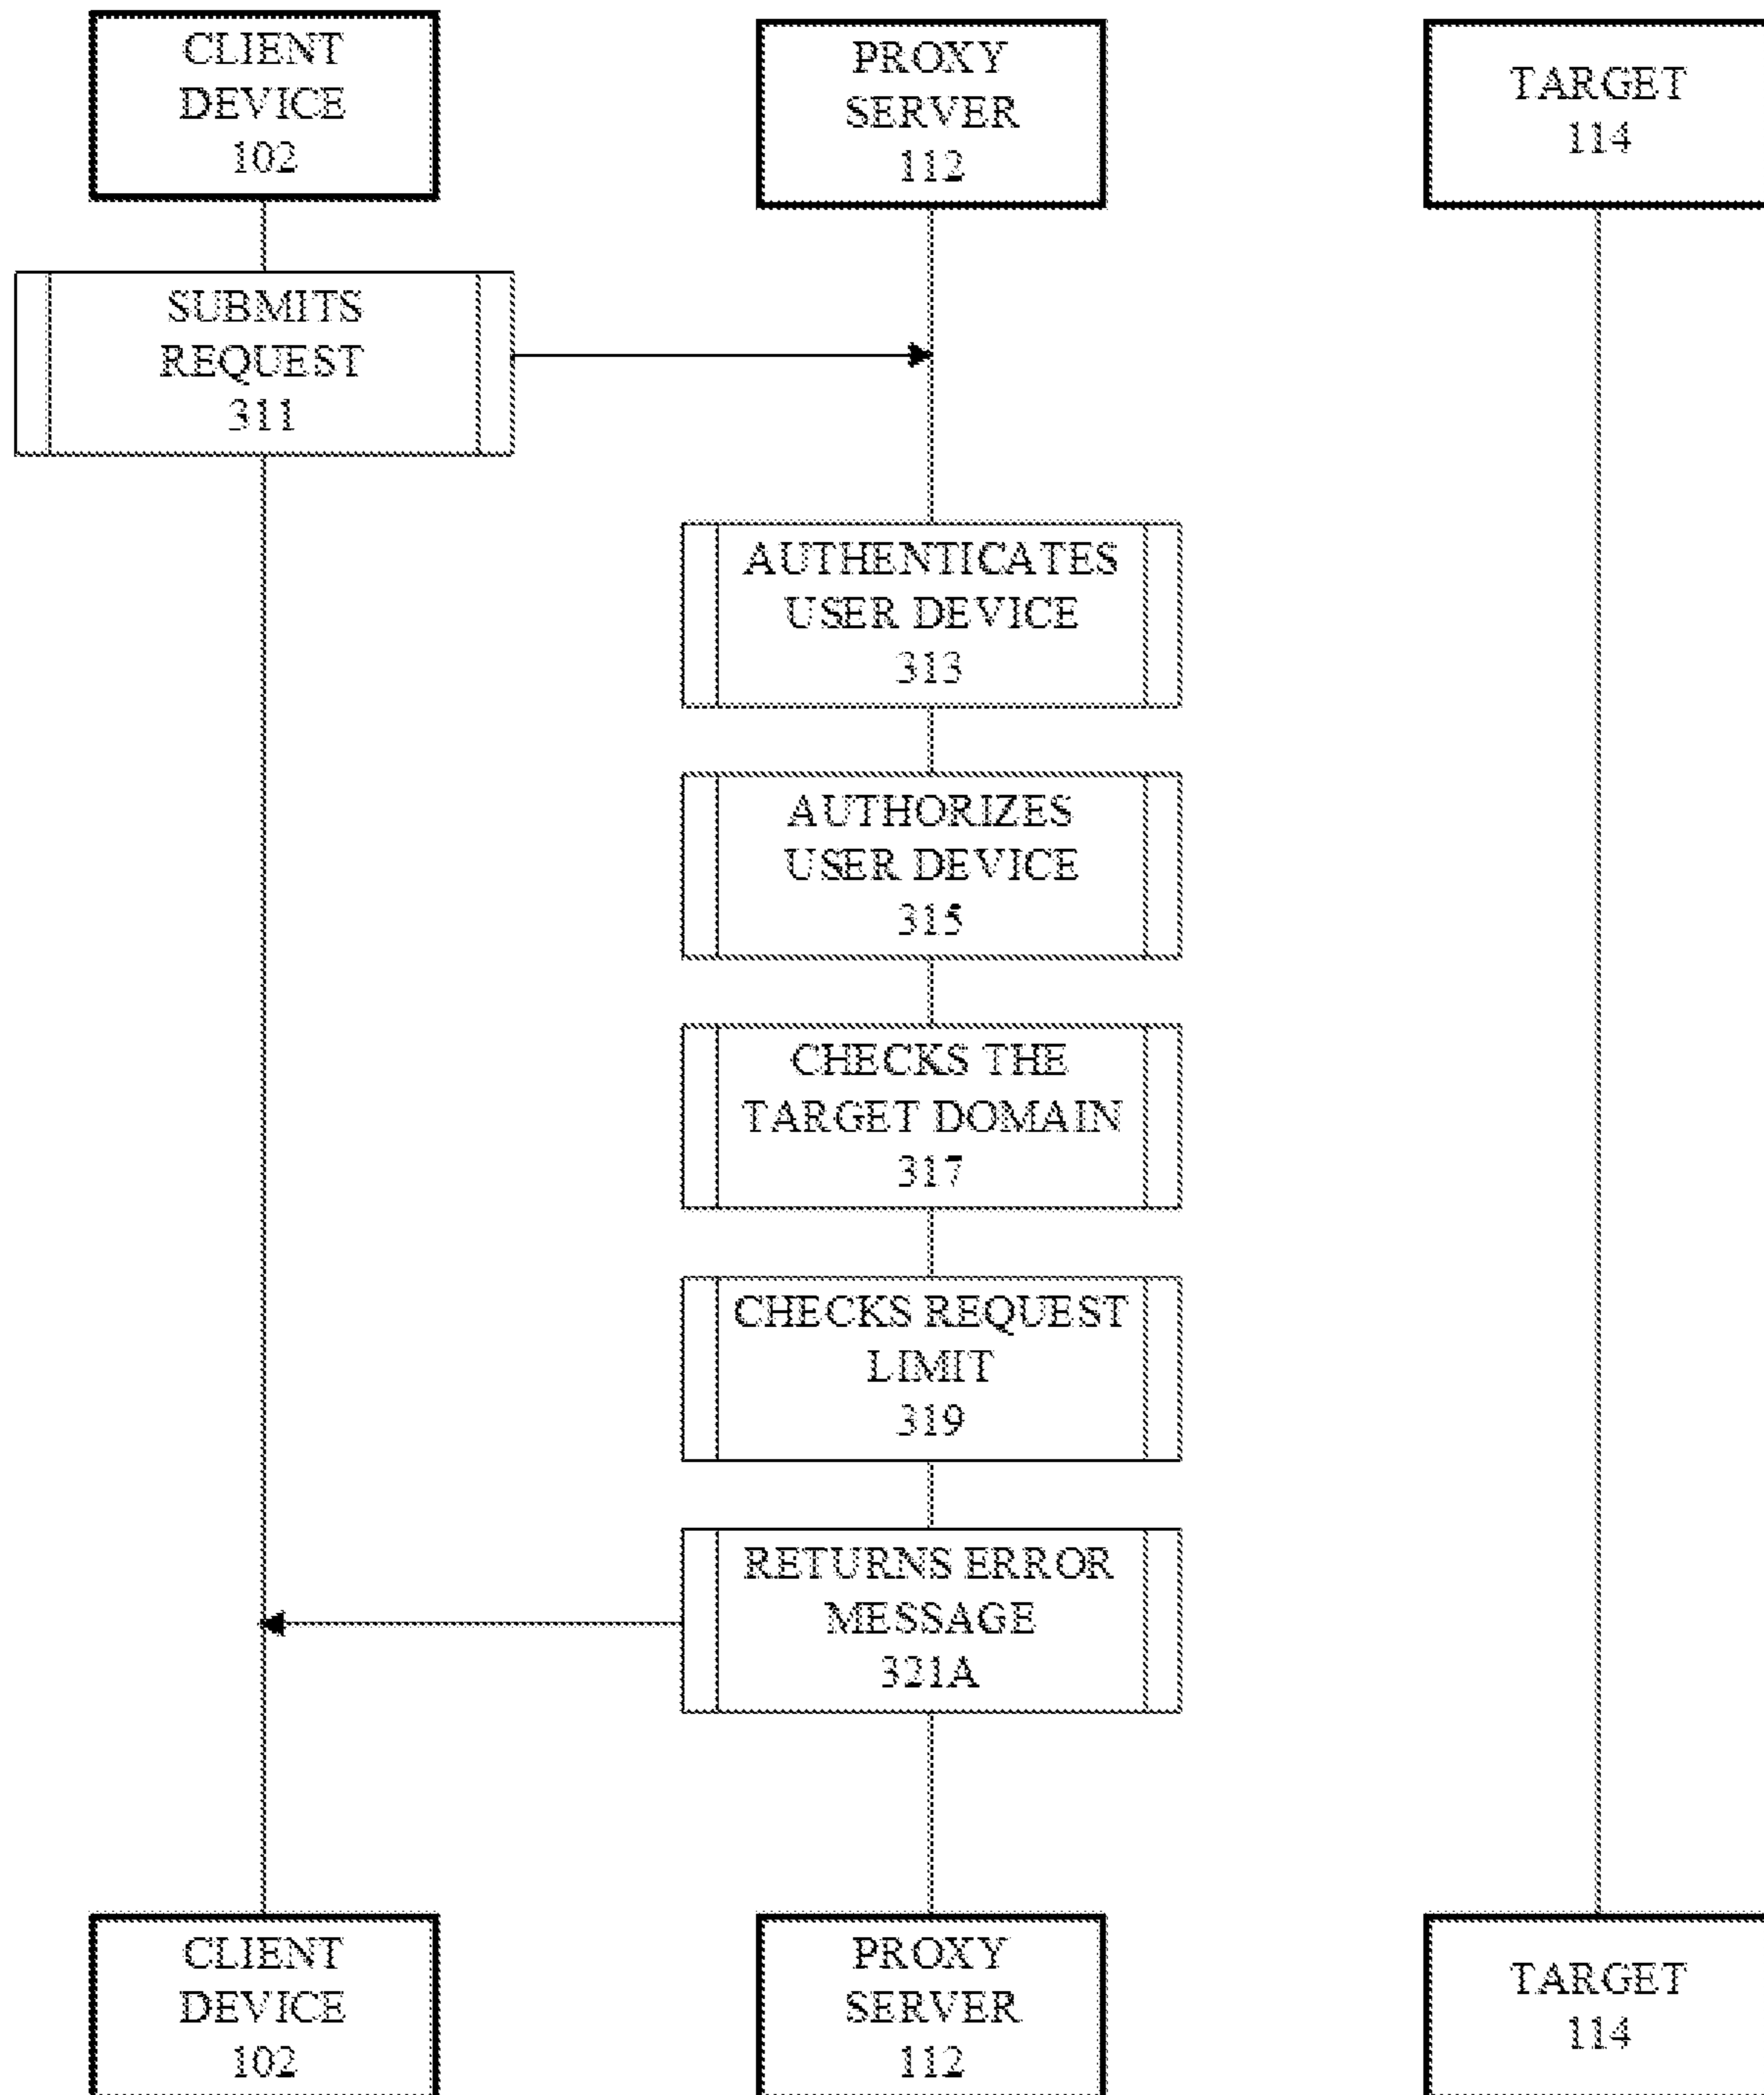 CLIENT
DEVICE
102
PROXY
SERVER
112
TARGET
114
SUBMITS
REQUEST
311
AUTHENTICATES
USER DEVICE
313
AUTHORIZES
USER DEVICE
315
CHECKS THE
TARGET DOMAIN
317
CHECKS REQUEST
LIMIT
319
RETURNS ERROR
MESSAGE
321A
CLIENT
DEVICE
102
PROXY
SERVER
112
TARGET
114